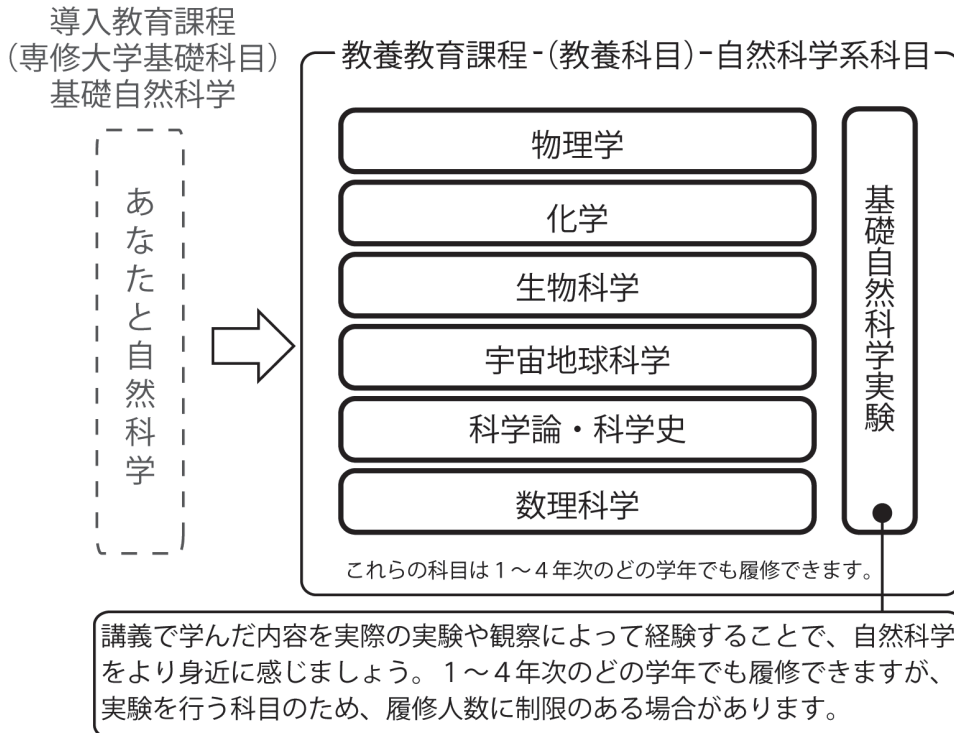 導入教育課程
（専修大学基礎科目）
基礎自然科学
あなたと自然科学
教養教育課程-（教養科目）-自然科学系科目
物理学
化学
生物科学
宇宙地球科学
科学論・科学史
数理科学
基礎自然科学実験
これらの科目は１～４年次のどの学年でも履修できます。
講義で学んだ内容を実際の実験や観察によって経験することで、自然科学
をより身近に感じましょう。１～４年次のどの学年でも履修できますが、
実験を行う科目のため、履修人数に制限のある場合があります。